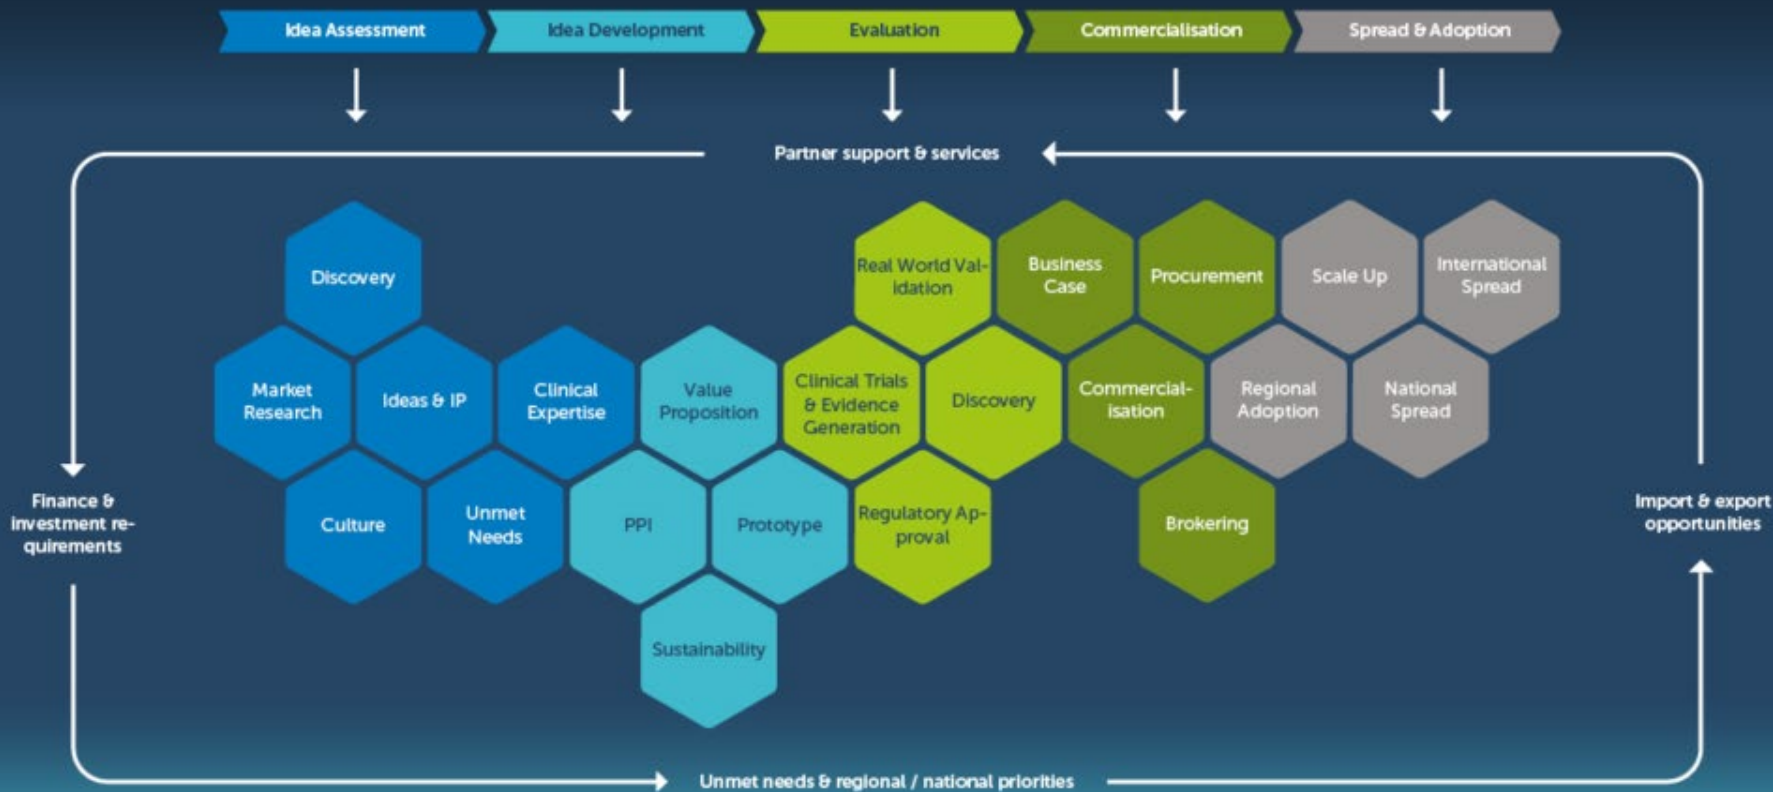 Idea Assessment
Idea Development
Evaluation
Commercialisation
Spread & Adoption
Partner support & services
Discovery
Real World Val-
idation
Business
Case
Procurement
Scale Up
International
Spread
Market
Research
Ideas & IP
Clinical
Expertise
Value
Proposition
Clinical Trials
& Evidence
Generation
Discovery
Commercial-
isation
Regional
Adoption
National
Spread
Finance &
investment re-
quirements
Culture
Unmet
Needs
PPI
Prototype
Regulatory Ap-
proval
Brokering
Import & export
opportunities
Sustainability
Unmet needs & regional / national priorities